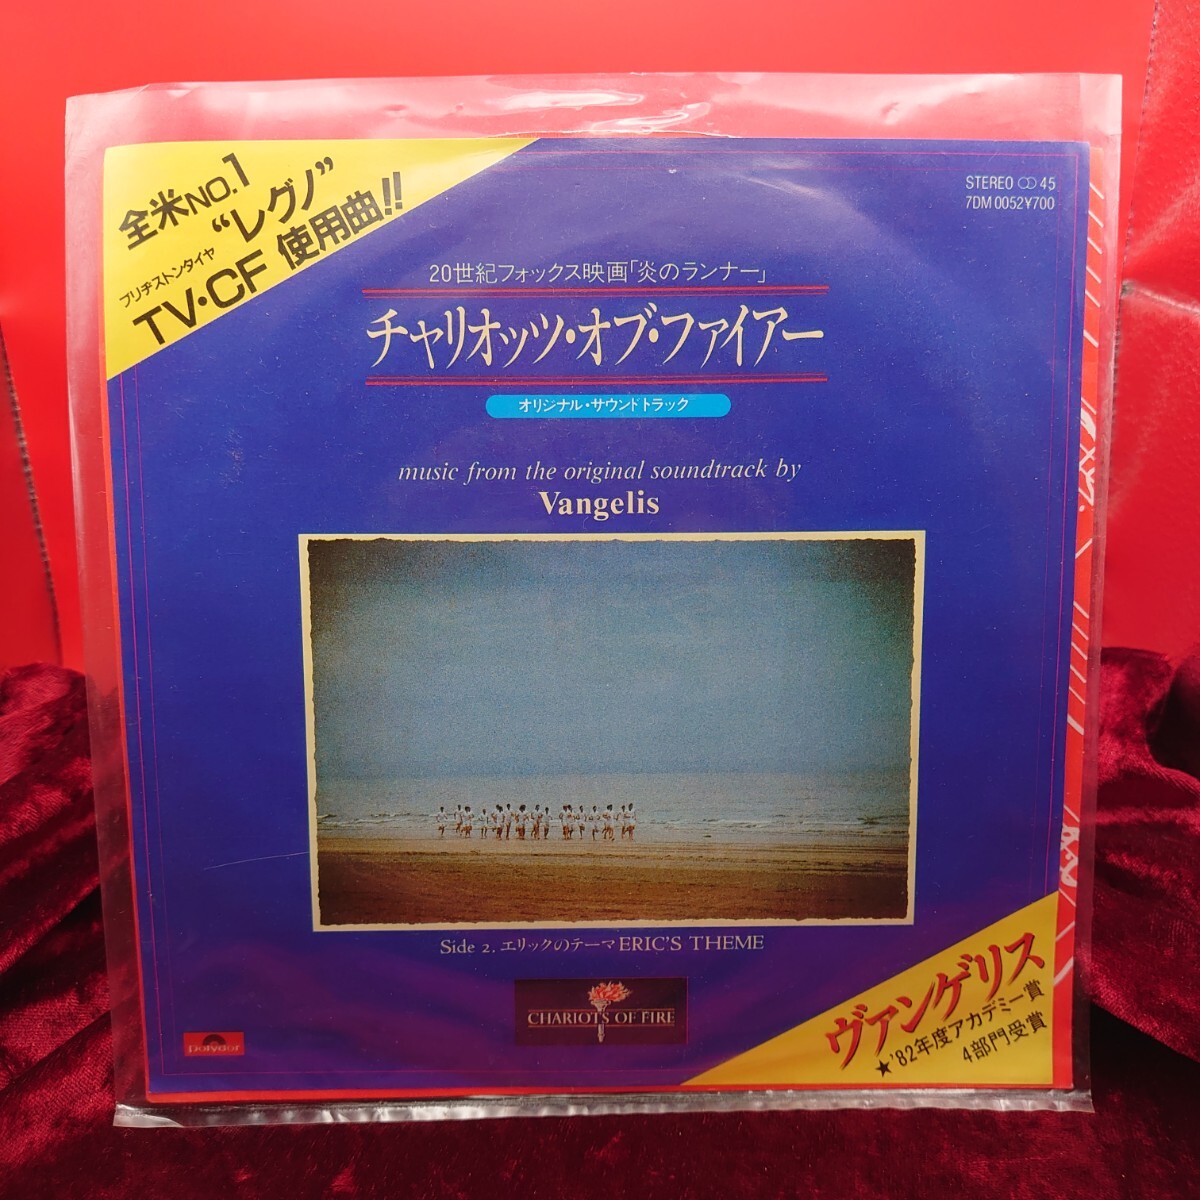 全米NO.1
ブリヂストンタイヤ “レグノ”
TV・CF 使用曲!!
STEREO 45
7DM 0052¥700
20世紀フォックス映画「炎のランナー」
チャリオッツ・オブ・ファイアー
オリジナル・サウンドトラック
music from the original soundtrack by
Vangelis
Side 2. エリックのテーマ ERIC'S THEME
CHARIOTS OF FIRE
polydor
ヴァンゲリス
★'82年度アカデミー賞
4部門受賞